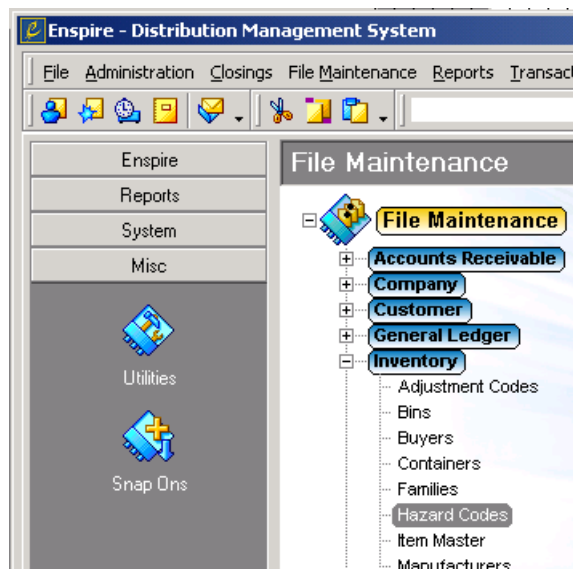 Enspire - Distribution Management System
File Administration Closings File Maintenance Reports
Enspire
Reports
System
Misc
Utilities
Snap Ons
File Maintenance
File Maintenance
Accounts Receivable
Company
Customer
General Ledger
Inventory
Adjustment Codes
Bins
Buyers
Containers
Families
Hazard Codes
Item Master
Manufacturers